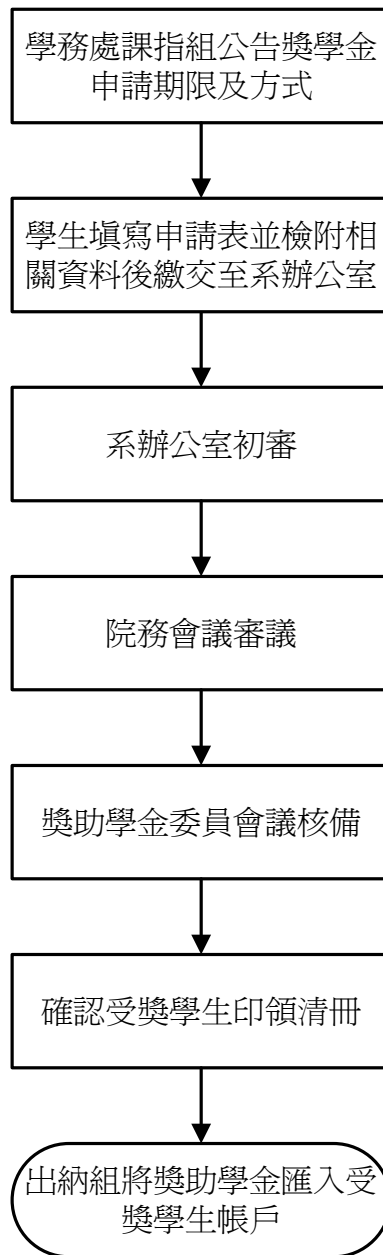 學務處課指組公告獎學金
申請期限及方式
學生填寫申請表並檢附相
關資料後繳交至系辦公室
系辦公室初審
院務會議審議
獎助學金委員會議核備
確認受獎學生印領清冊
出納組將獎助學金匯入受
獎學生帳戶